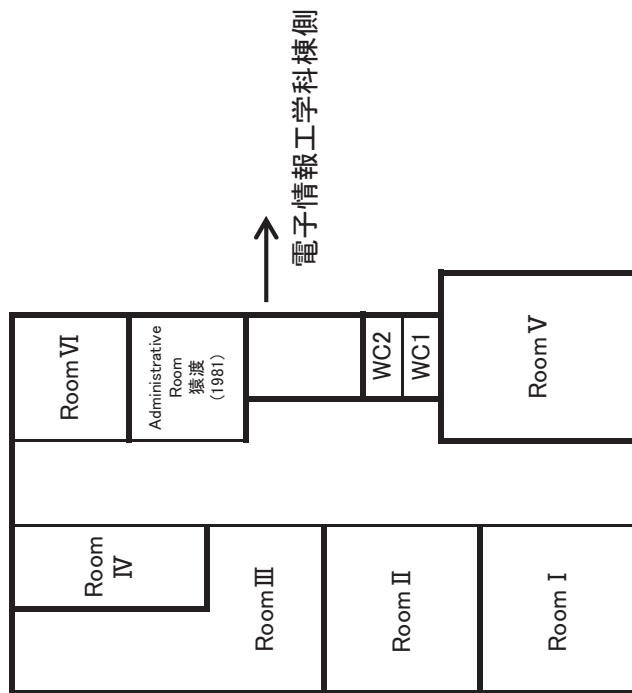 電子情報工学科棟側
Room Ⅵ
Administrative
Room
猿渡
(1981)
WC2
WC1
Room Ⅴ
Room
Ⅳ
Room Ⅲ
Room Ⅱ
Room Ⅰ